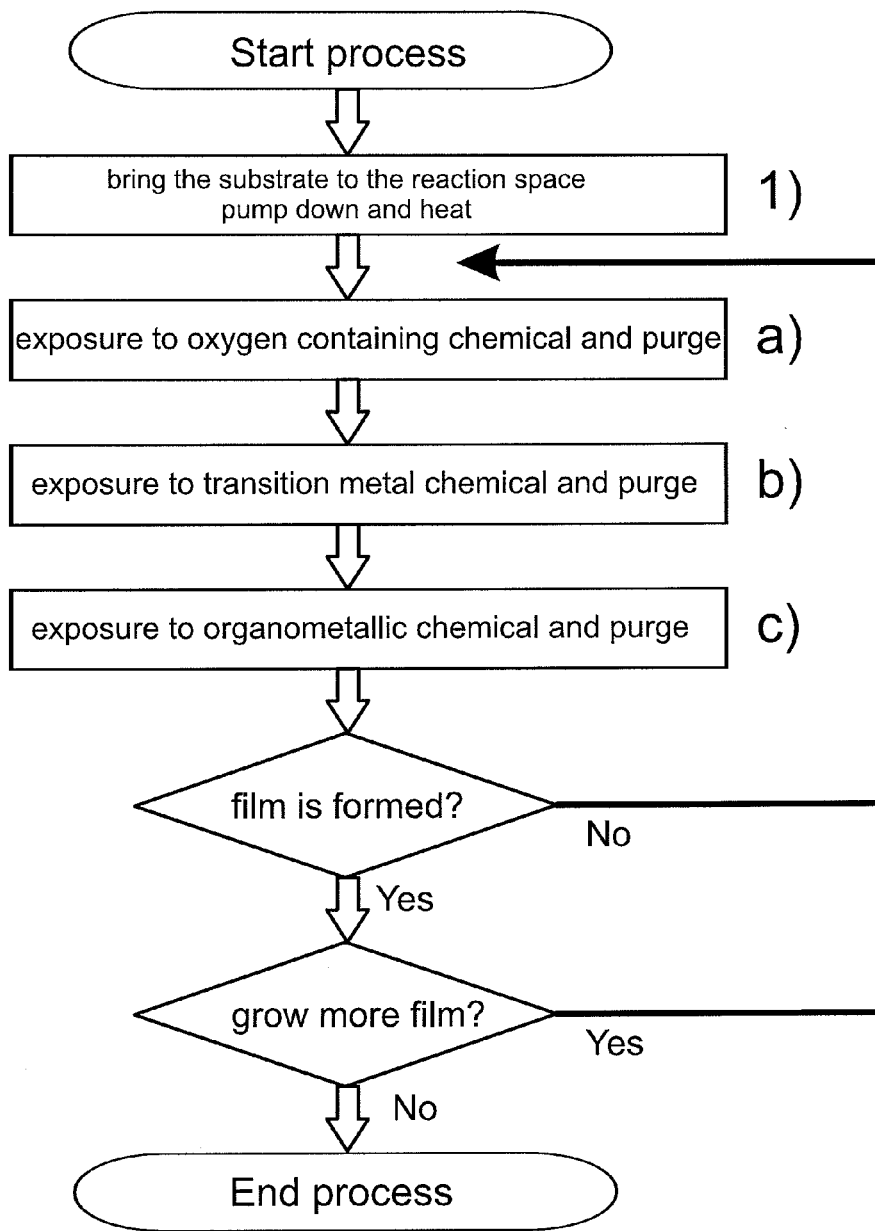 Start process
bring the substrate to the reaction space
pump down and heat
1)
exposure to oxygen containing chemical and purge
a)
exposure to transition metal chemical and purge
b)
exposure to organometallic chemical and purge
c)
film is formed?
No
Yes
grow more film?
Yes
No
End process